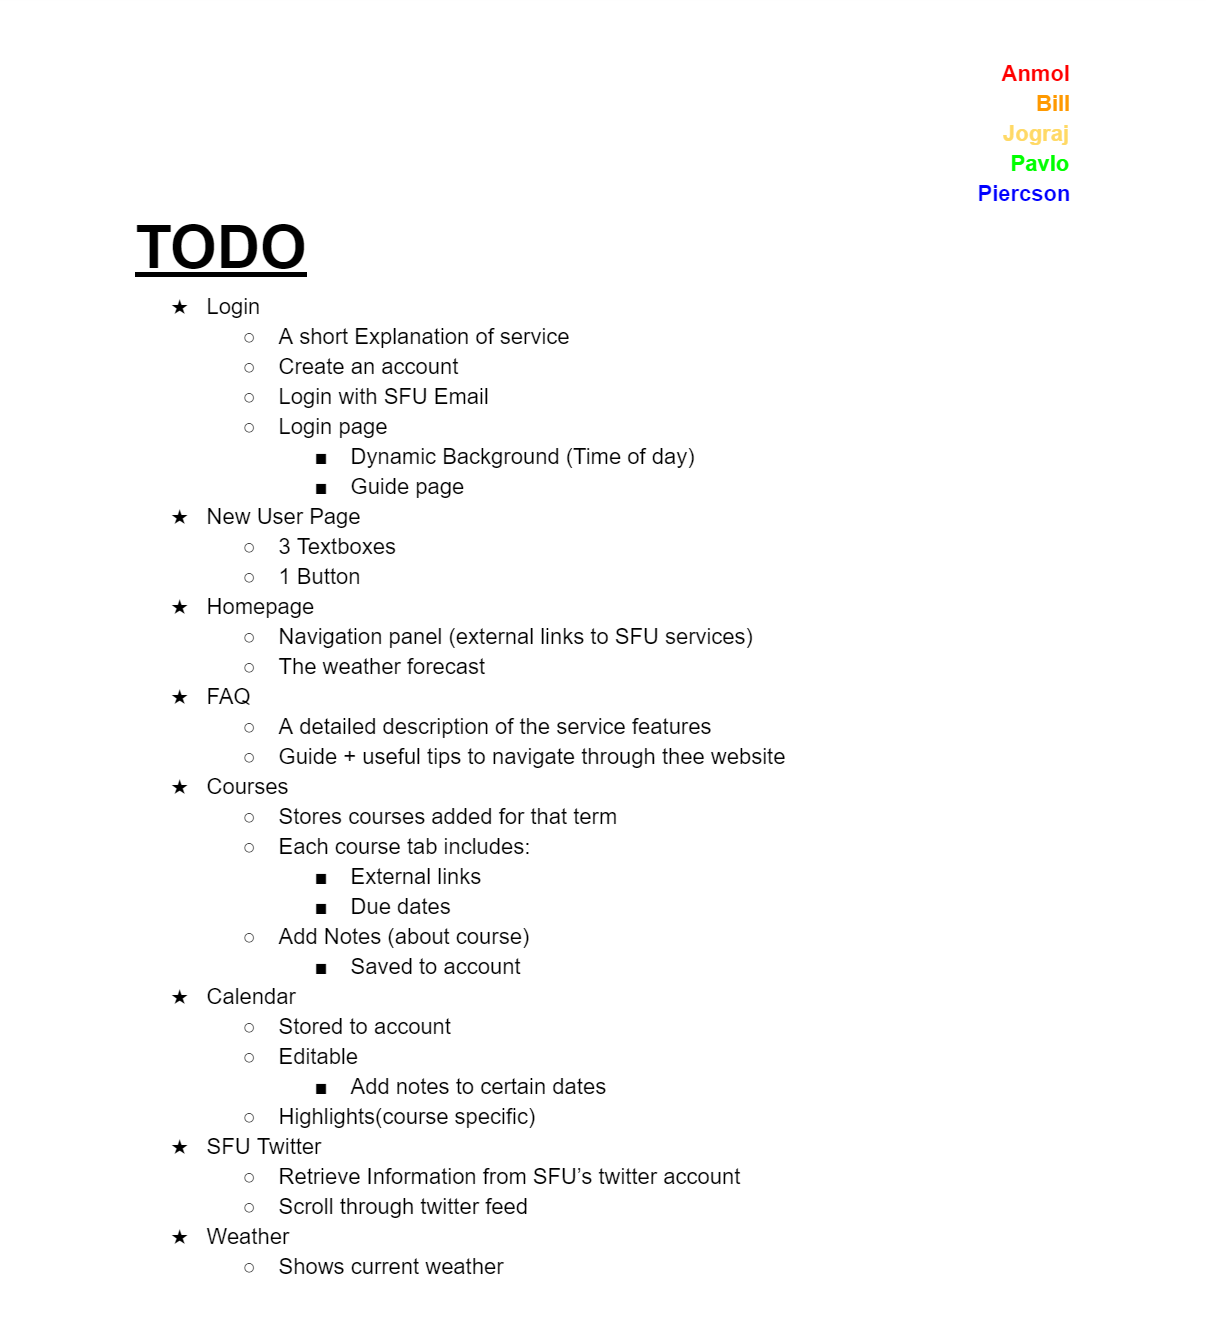 Anmol
Bill
Jograj
Pavlo
Piercson
TODO
★ Login
○ A short Explanation of service
○ Create an account
○ Login with SFU Email
○ Login page
■ Dynamic Background (Time of day)
■ Guide page
★ New User Page
○ 3 Textboxes
○ 1 Button
★ Homepage
○ Navigation panel (external links to SFU services)
○ The weather forecast
★ FAQ
○ A detailed description of the service features
○ Guide + useful tips to navigate through thee website
★ Courses
○ Stores courses added for that term
○ Each course tab includes:
■ External links
■ Due dates
○ Add Notes (about course)
■ Saved to account
★ Calendar
○ Stored to account
○ Editable
■ Add notes to certain dates
○ Highlights(course specific)
★ SFU Twitter
○ Retrieve Information from SFU’s twitter account
○ Scroll through twitter feed
★ Weather
○ Shows current weather